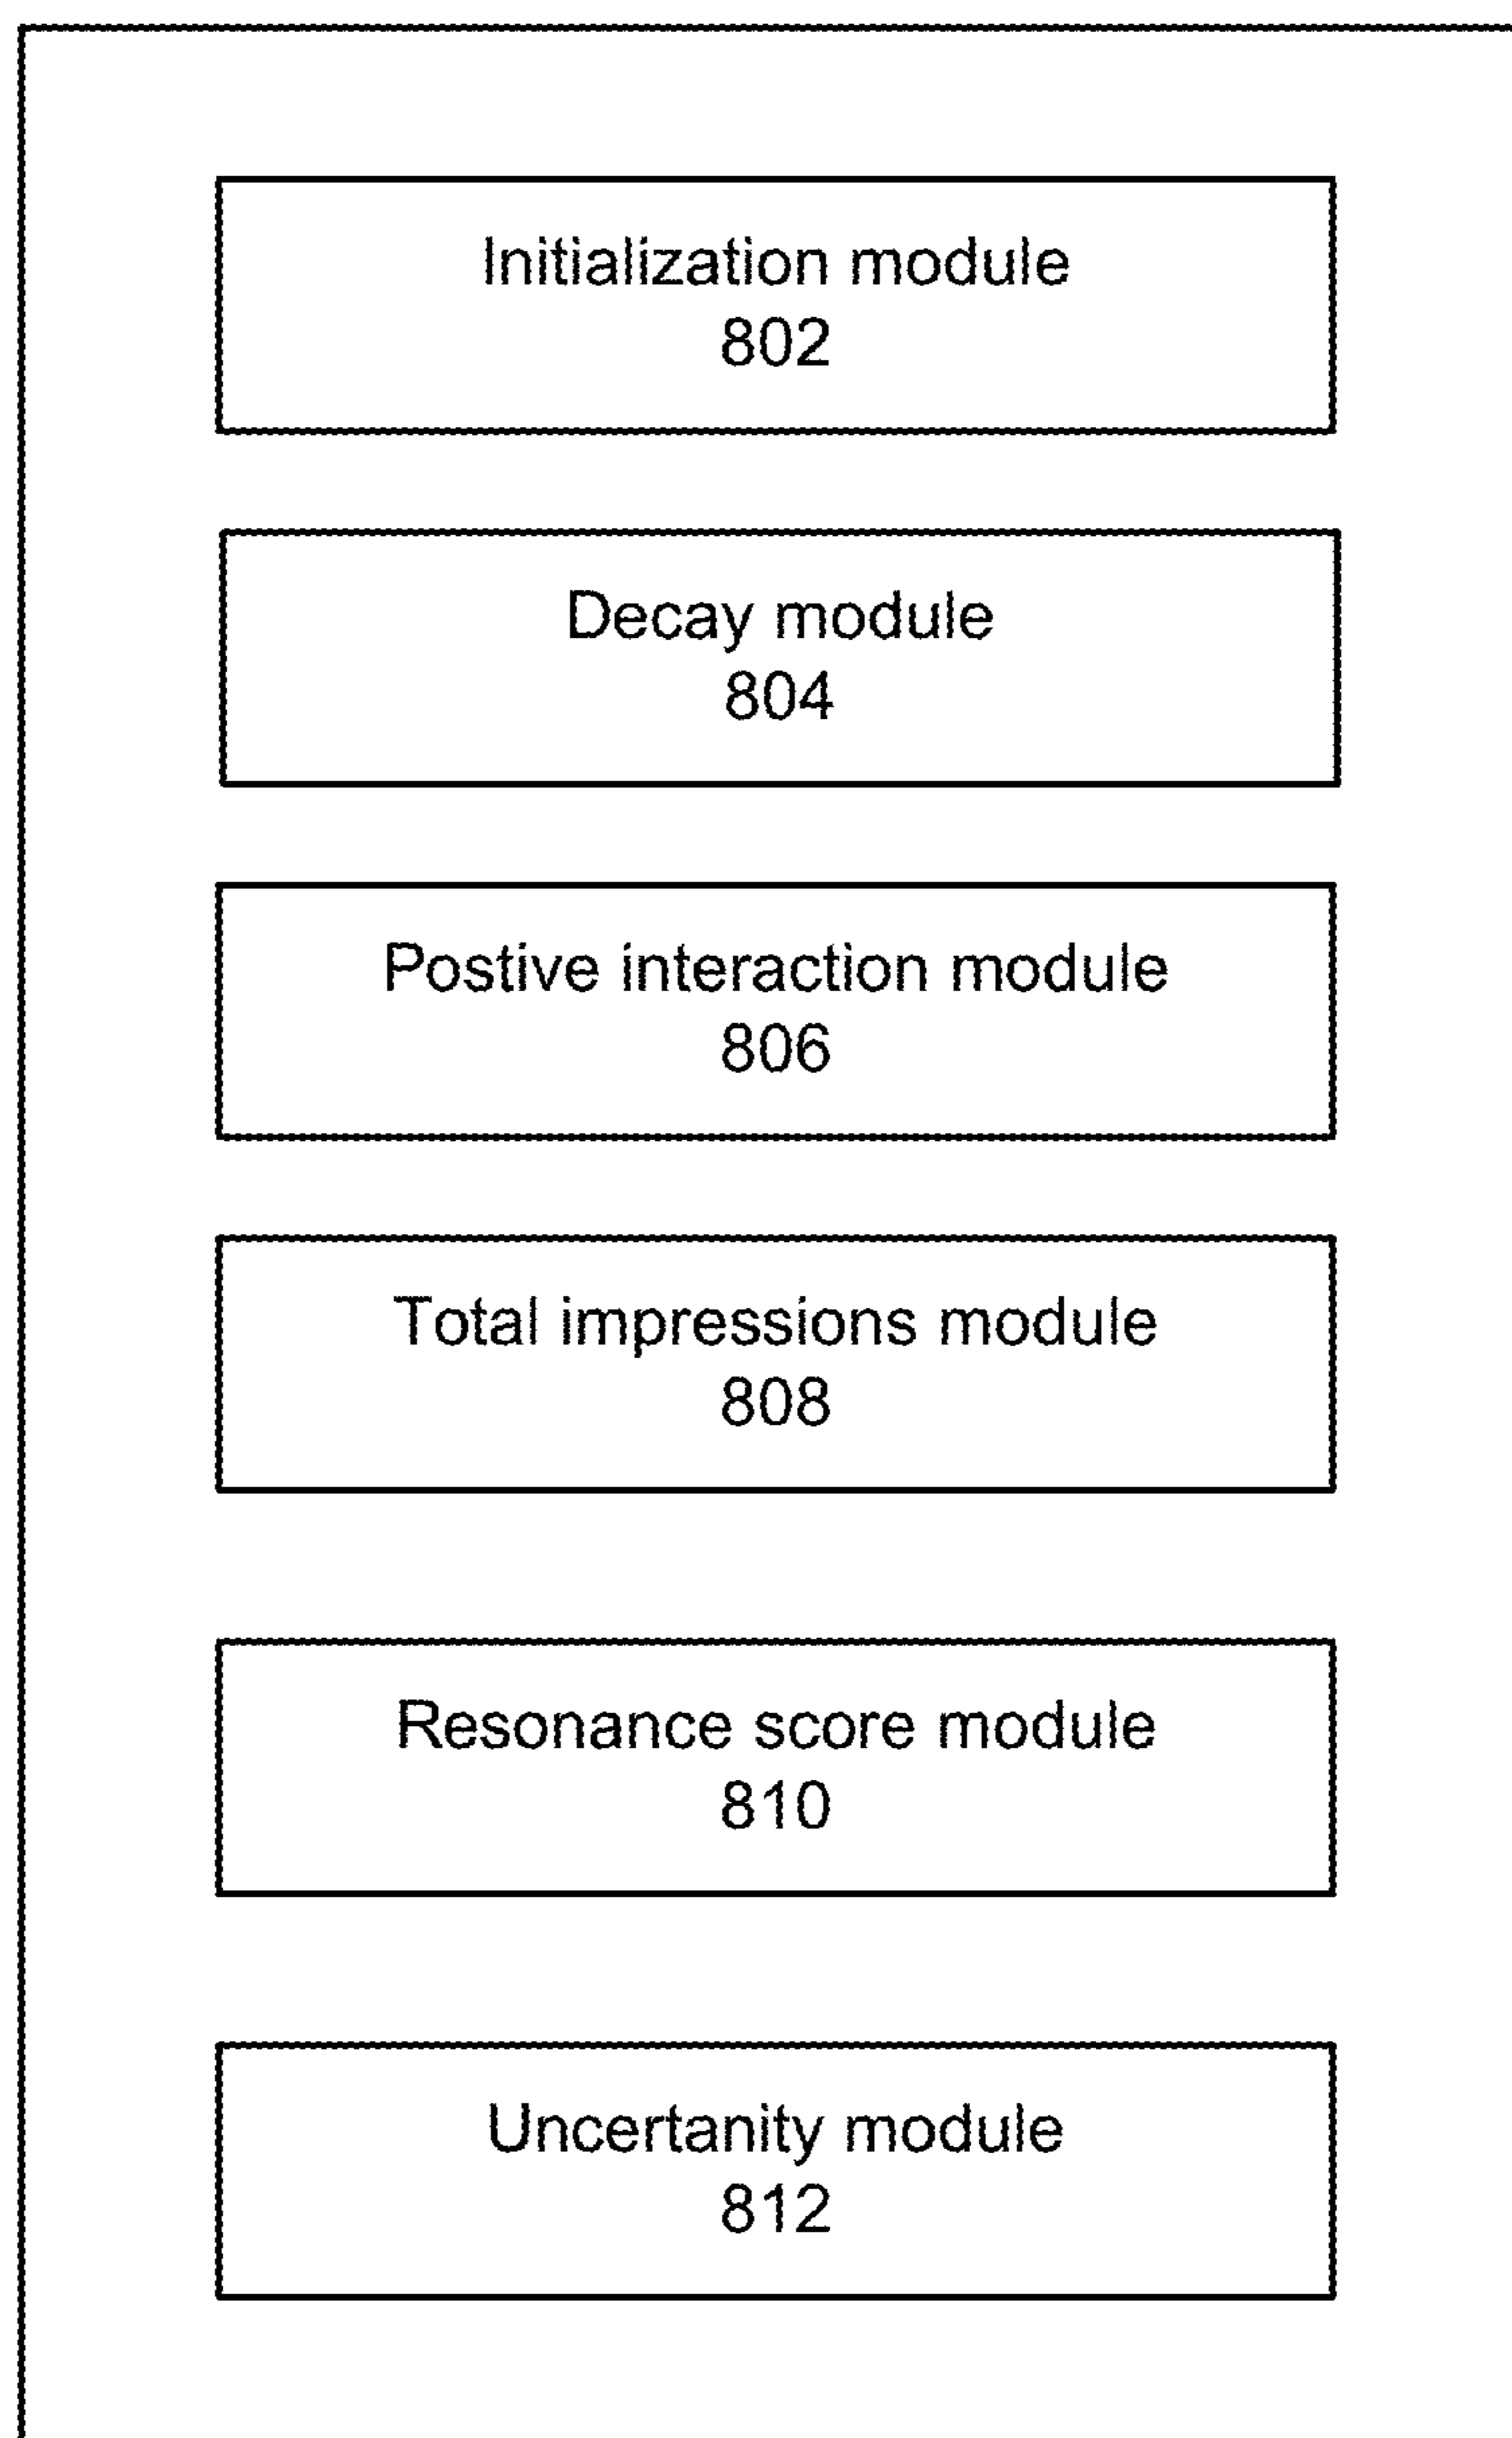 Initialization module
802
Decay module
804
Postive interaction module
806
Total impressions module
808
Resonance score module
810
Uncertanity module
812